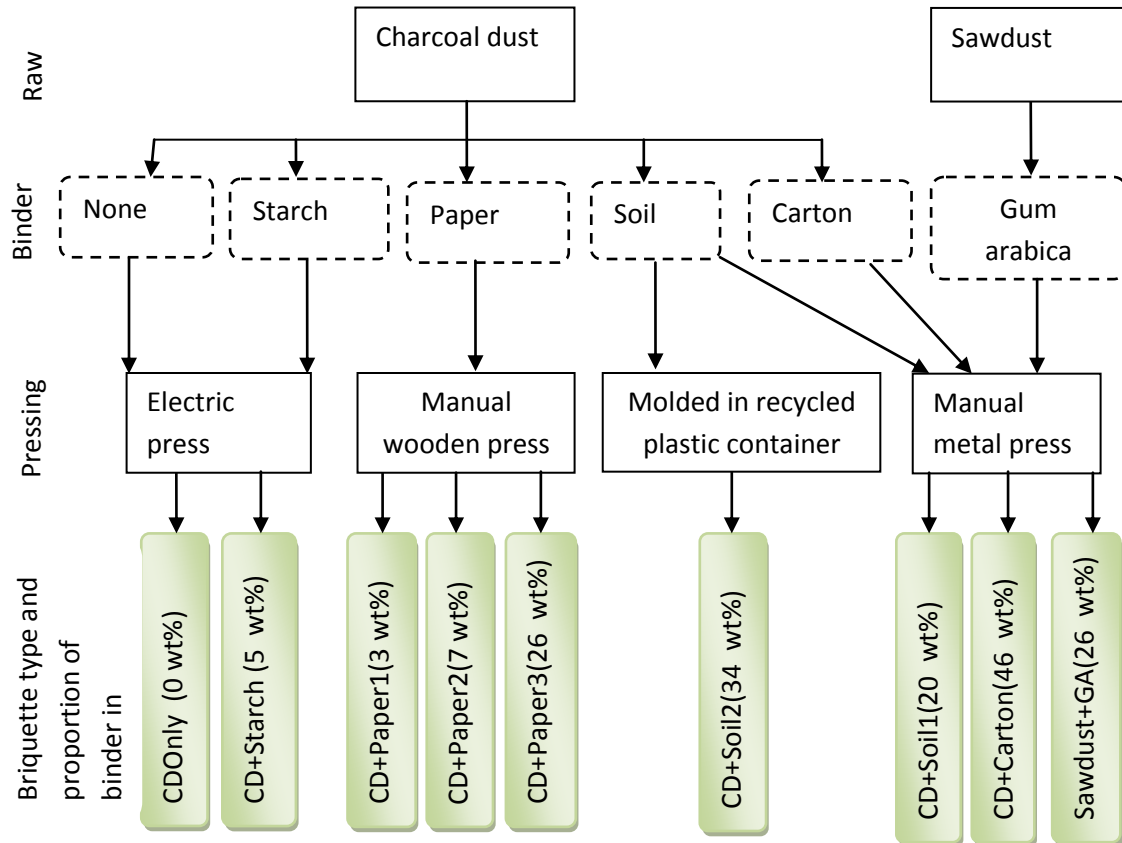 Raw
Charcoal dust
Sawdust
Binder
None
Starch
Paper
Soil
Carton
Gum
arabica
Pressing
Electric
press
Manual
wooden press
Molded in recycled
plastic container
Manual
metal press
Briquette type and
proportion of
binder in
CDOnly (0 wt%)
CD+Starch (5 wt%)
CD+Paper1(3 wt%)
CD+Paper2(7 wt%)
CD+Paper3(26 wt%)
CD+Soil2(34 wt%)
CD+Soil1(20 wt%)
CD+Carton(46 wt%)
Sawdust+GA(26 wt%)